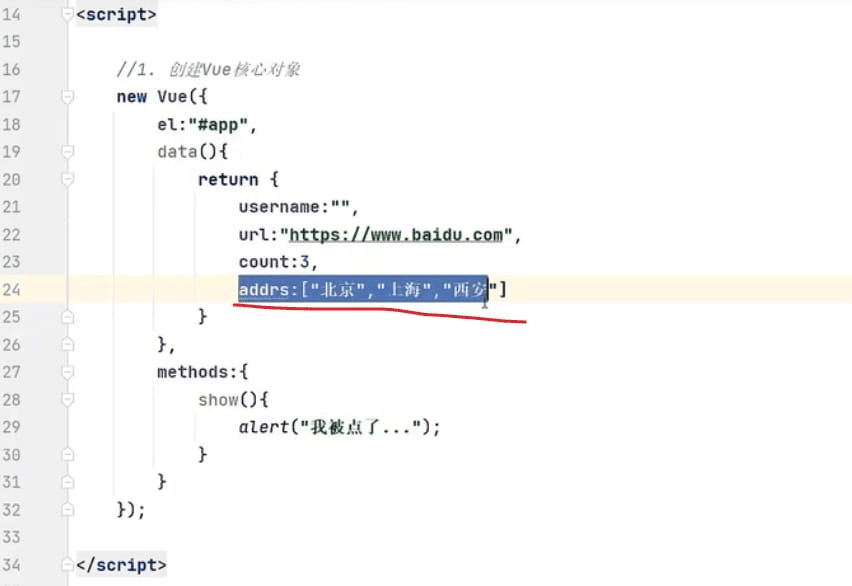 14 <script>
15
16 //1. 创建Vue核心对象
17 new Vue({
18 el:"#app",
19 data(){
20 return {
21 username:"",
22 url:"https://www.baidu.com",
23 count:3,
24 addrs:["北京","上海","西安"]
25 }
26 },
27 methods:{
28 show(){
29 alert("我被点了...");
30 }
31 }
32 });
33
34 </script>